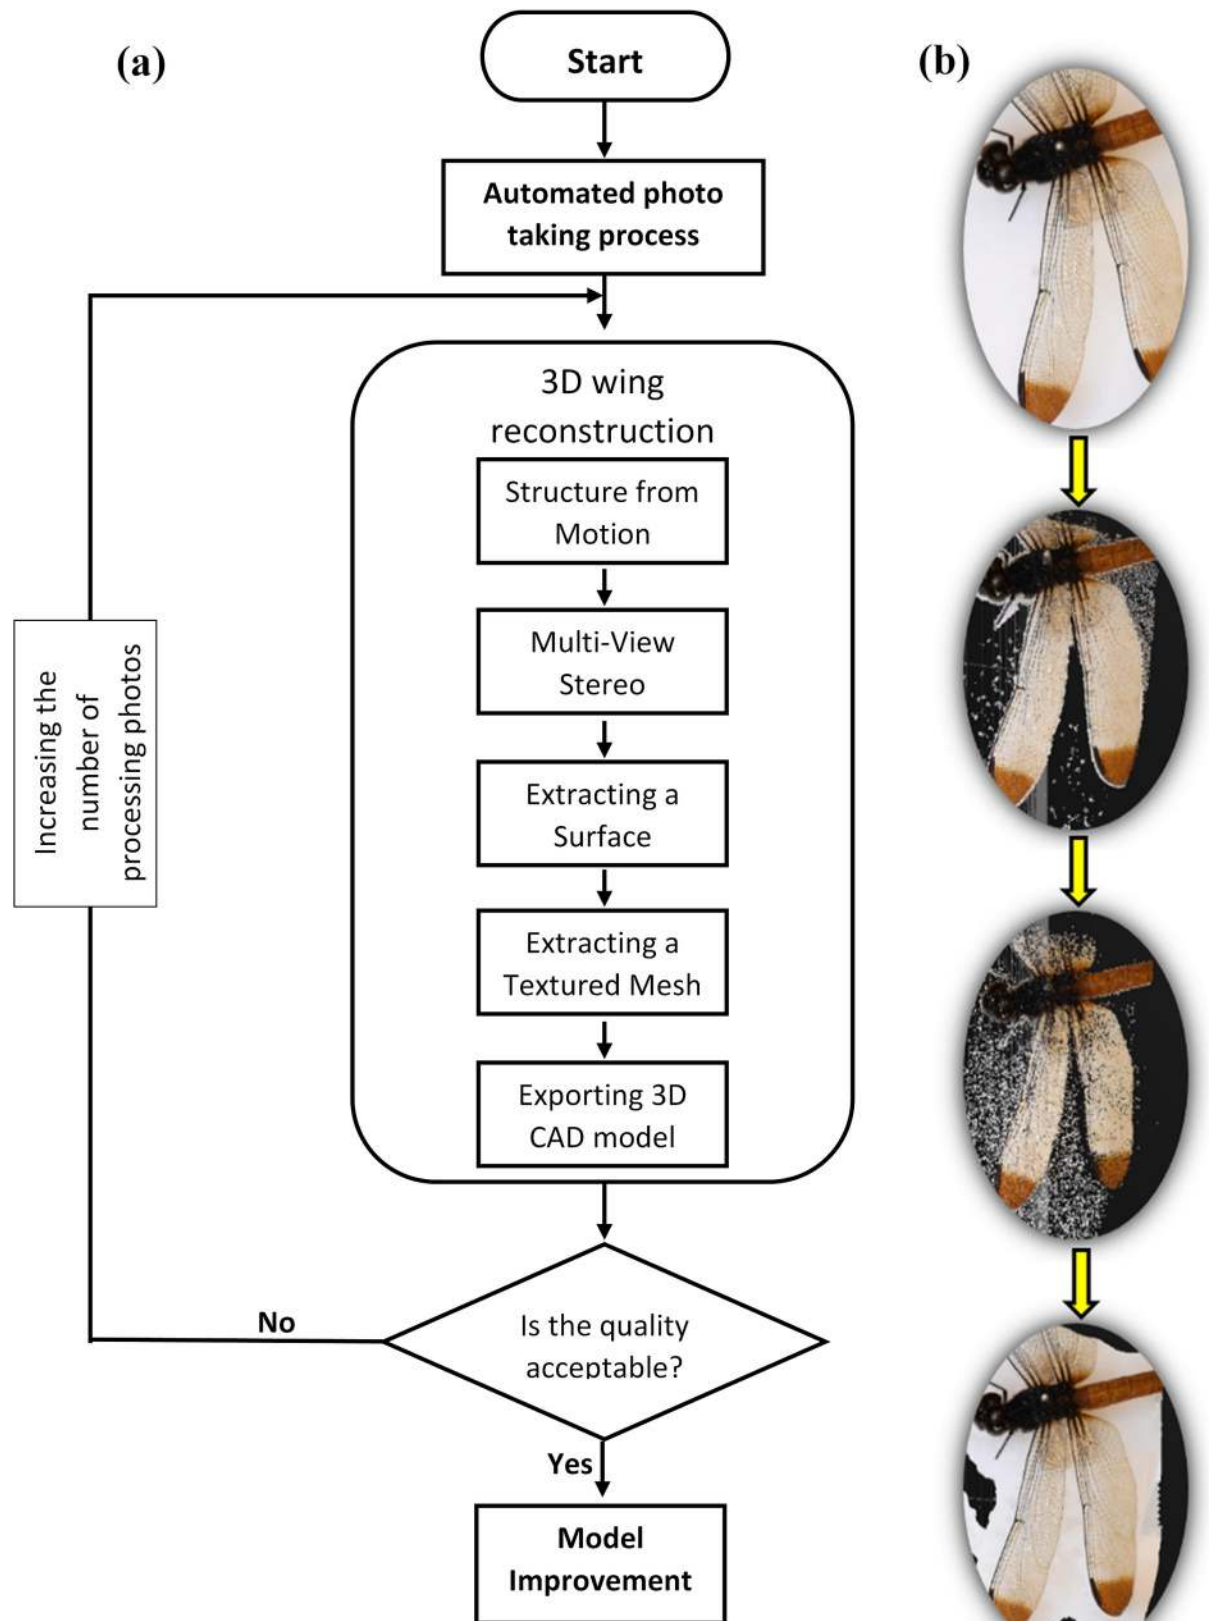 (a)
(b)
Start
Automated photo
taking process
3D wing
reconstruction
Structure from
Motion
Multi-View
Stereo
Extracting a
Surface
Extracting a
Textured Mesh
Exporting 3D
CAD model
Increasing the
number of
processing photos
No
Is the quality
acceptable?
Yes
Model
Improvement